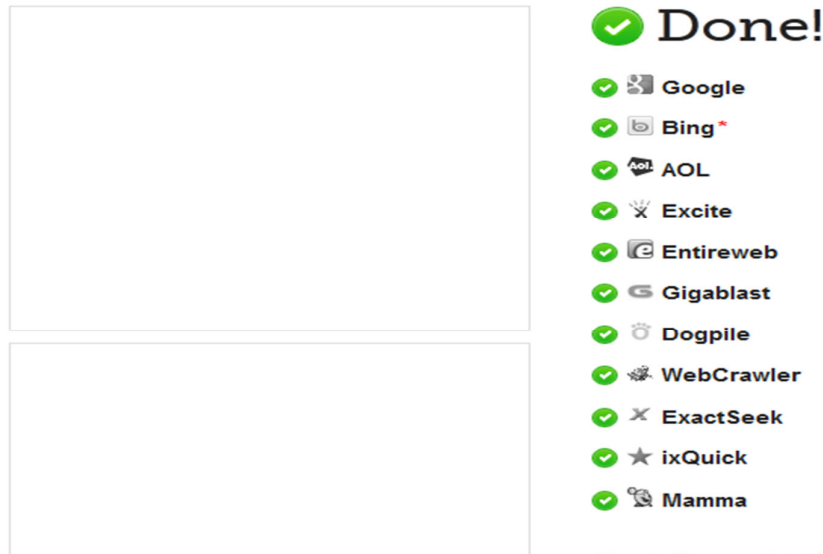 Done!
Google
Bing*
AOL
Excite
Entireweb
Gigablast
Dogpile
WebCrawler
ExactSeek
ixQuick
Mamma